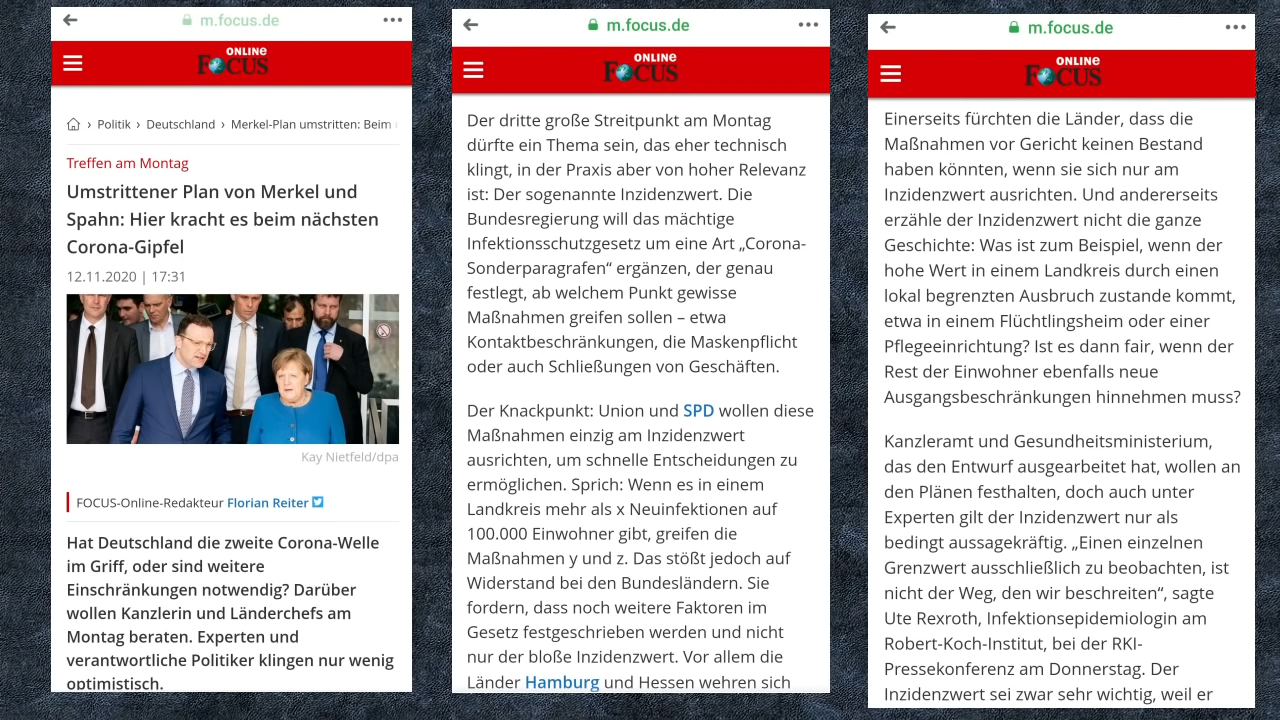 m.focus.de
ONLINE
FOCUS
Politik › Deutschland › Merkel-Plan umstritten: Beim
Treffen am Montag
Umstrittener Plan von Merkel und
Spahn: Hier kracht es beim nächsten
Corona-Gipfel
12.11.2020 | 17:31
Kay Nietfeld/dpa
FOCUS-Online-Redakteur Florian Reiter
Hat Deutschland die zweite Corona-Welle
im Griff, oder sind weitere
Einschränkungen notwendig? Darüber
wollen Kanzlerin und Länderchefs am
Montag beraten. Experten und
verantwortliche Politiker klingen nur wenig
optimistisch.
m.focus.de
ONLINE
FOCUS
Der dritte große Streitpunkt am Montag
dürfte ein Thema sein, das eher technisch
klingt, in der Praxis aber von hoher Relevanz
ist: Der sogenannte Inzidenzwert. Die
Bundesregierung will das mächtige
Infektionsschutzgesetz um eine Art „Corona-
Sonderparagrafen“ ergänzen, der genau
festlegt, ab welchem Punkt gewisse
Maßnahmen greifen sollen – etwa
Kontaktbeschränkungen, die Maskenpflicht
oder auch Schließungen von Geschäften.
Der Knackpunkt: Union und SPD wollen diese
Maßnahmen einzig am Inzidenzwert
ausrichten, um schnelle Entscheidungen zu
ermöglichen. Sprich: Wenn es in einem
Landkreis mehr als x Neuinfektionen auf
100.000 Einwohner gibt, greifen die
Maßnahmen y und z. Das stößt jedoch auf
Widerstand bei den Bundesländern. Sie
fordern, dass noch weitere Faktoren im
Gesetz festgeschrieben werden und nicht
nur der bloße Inzidenzwert. Vor allem die
Länder Hamburg und Hessen wehren sich
m.focus.de
ONLINE
FOCUS
Einerseits fürchten die Länder, dass die
Maßnahmen vor Gericht keinen Bestand
haben könnten, wenn sie sich nur am
Inzidenzwert ausrichten. Und andererseits
erzähle der Inzidenzwert nicht die ganze
Geschichte: Was ist zum Beispiel, wenn der
hohe Wert in einem Landkreis durch einen
lokal begrenzten Ausbruch zustande kommt,
etwa in einem Flüchtlingsheim oder einer
Pflegeeinrichtung? Ist es dann fair, wenn der
Rest der Einwohner ebenfalls neue
Ausgangsbeschränkungen hinnehmen muss?
Kanzleramt und Gesundheitsministerium,
das den Entwurf ausgearbeitet hat, wollen an
den Plänen festhalten, doch auch unter
Experten gilt der Inzidenzwert nur als
bedingt aussagekräftig. „Einen einzelnen
Grenzwert ausschließlich zu beobachten, ist
nicht der Weg, den wir beschreiten“, sagte
Ute Rexroth, Infektionsepidemiologin am
Robert-Koch-Institut, bei der RKI-
Pressekonferenz am Donnerstag. Der
Inzidenzwert sei zwar sehr wichtig, weil er